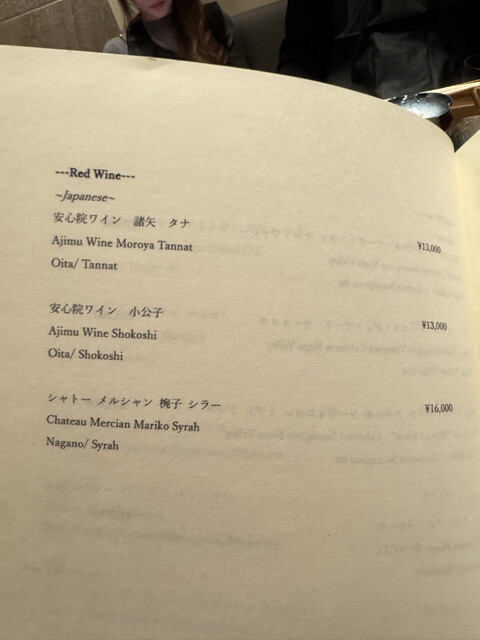 ---Red Wine---
~Japanese~
安心院ワイン　諸矢　タナ
Ajimu Wine Moroya Tannat ¥13,000
Oita/ Tannat
安心院ワイン　小公子
Ajimu Wine Shokoshi ¥13,000
Oita/ Shokoshi
シャトー メルシャン 椀子 シラー
Chateau Mercian Mariko Syrah ¥16,000
Nagano/ Syrah